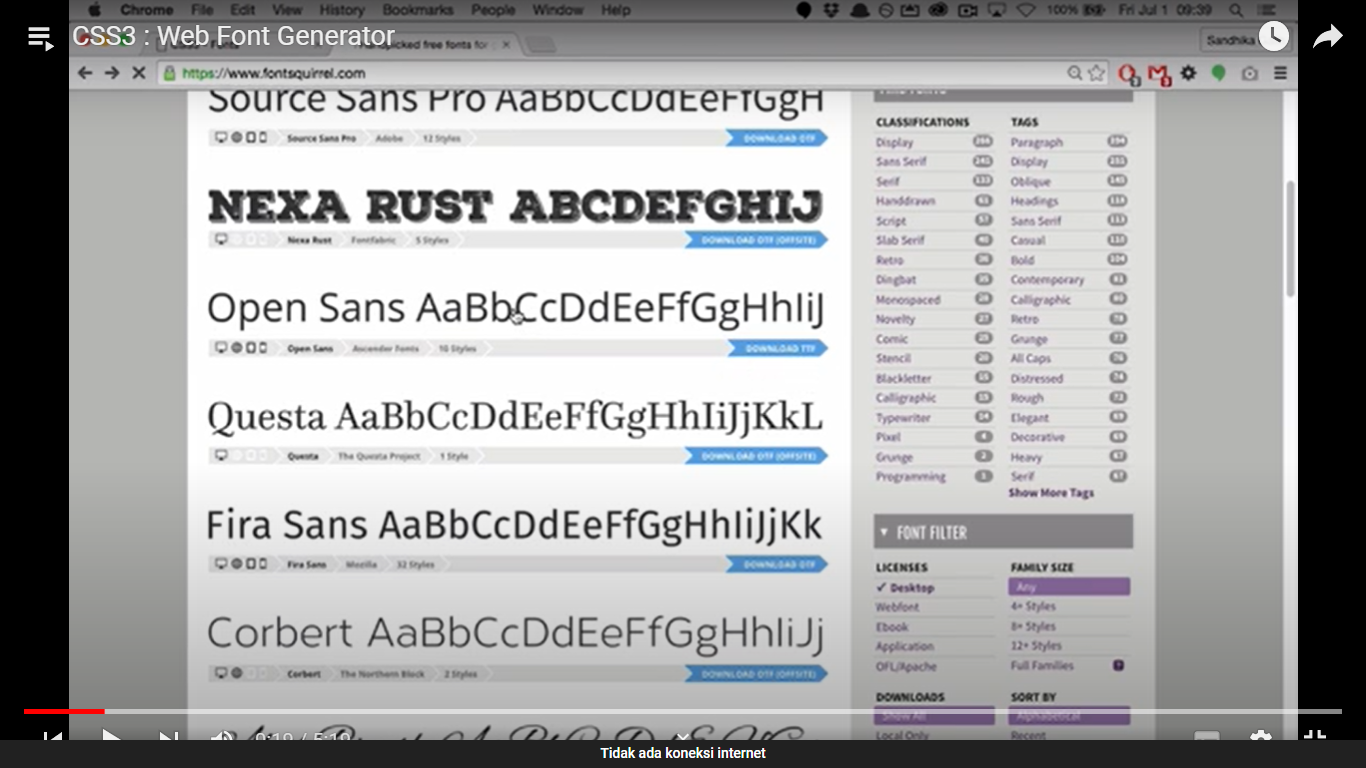 Chrome File Edit View History Bookmarks People Window Help 100% Fri Jul 1 09:39
CSS3 : Web Font Generator
picked free fonts for
Sandhika
https://www.fontsquirrel.com
Source Sans Pro AaBbCcDdEeFfGgH
Source Sans Pro Adobe 12 Styles DOWNLOAD OTF
NEXA RUST ABCDEFGHIJ
Nexa Rust Fontfabric 5 Styles DOWNLOAD OTF (OFFSITE)
Open Sans AaBbCcDdEeFfGgHhIiJ
Open Sans Ascender Fonts 10 Styles DOWNLOAD TTF
Questa AaBbCcDdEeFfGgHhIiJjKkL
Questa The Questa Project 1 Style DOWNLOAD OTF (OFFSITE)
Fira Sans AaBbCcDdEeFfGgHhIiJjKk
Fira Sans Mozilla 32 Styles DOWNLOAD OTF
Corbert AaBbCcDdEeFfGgHhIiJj
Corbert The Northern Block 2 Styles DOWNLOAD OTF (OFFSITE)
CLASSIFICATIONS
Display
Sans Serif
Serif
Handdrawn
Script
Slab Serif
Retro
Dingbat
Monospaced
Novelty
Comic
Stencil
Blackletter
Calligraphic
Typewriter
Pixel
Grunge
Programming
TAGS
Paragraph
Display
Oblique
Headings
Sans Serif
Casual
Bold
Contemporary
Calligraphic
Retro
Grunge
All Caps
Distressed
Rough
Elegant
Decorative
Heavy
Serif
Show More Tags
FONT FILTER
LICENSES
Desktop
Webfont
Ebook
Application
OFL/Apache
FAMILY SIZE
Any
4+ Styles
8+ Styles
12+ Styles
Full Families ?
DOWNLOADS
Show All
Local Only
SORT BY
Alphabetical
Recent
0:19 / 5:19
Tidak ada koneksi internet